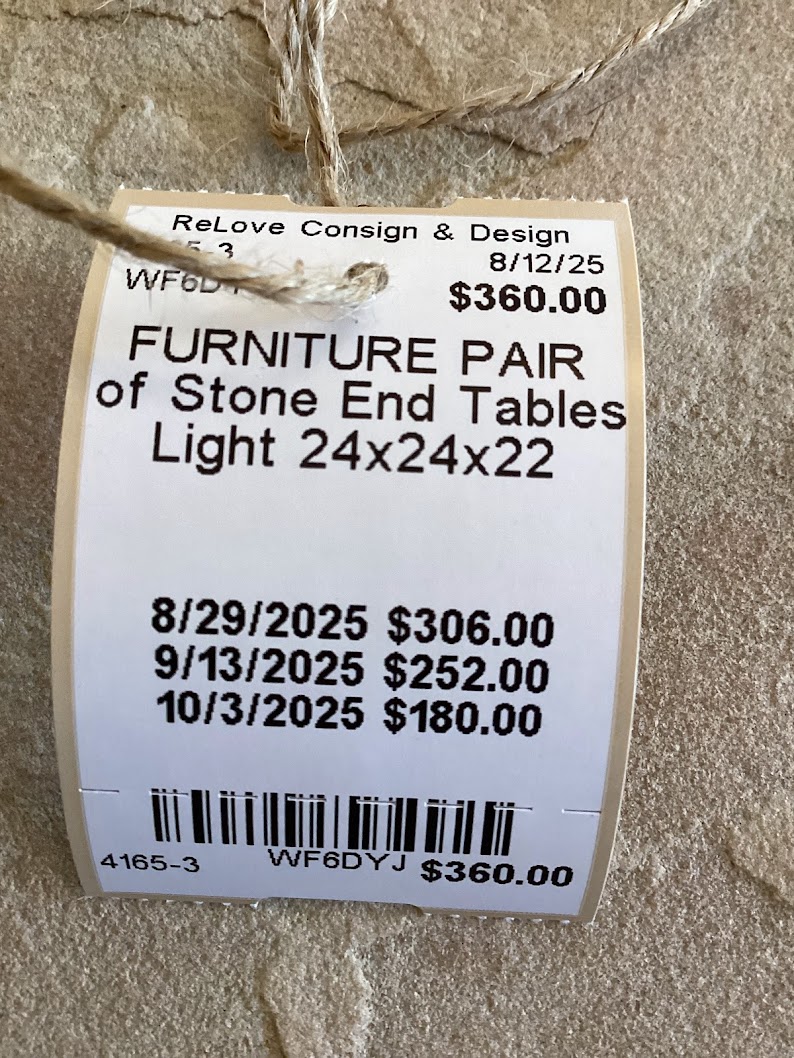 ReLove Consign & Design
8/12/25
$360.00
FURNITURE PAIR
of Stone End Tables
Light 24x24x22
8/29/2025 $306.00
9/13/2025 $252.00
10/3/2025 $180.00
4165-3 WF6DYJ $360.00